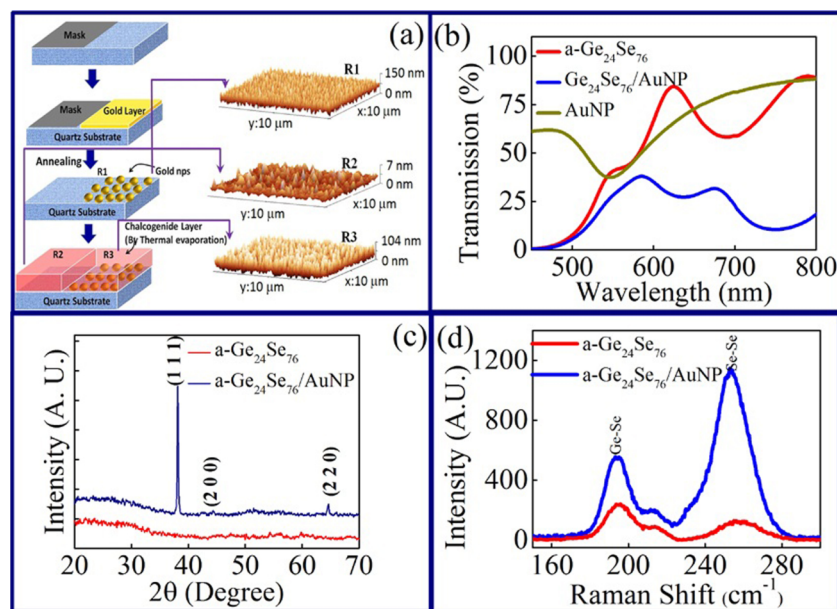 (a)
Mask
Mask
Gold Layer
Quartz Substrate
Annealing
R1
Gold nps
Quartz Substrate
Chalcogenide Layer
(By Thermal evaporation)
R2
R3
Quartz Substrate
R1
150 nm
0 nm
y:10 μm
x:10 μm
R2
7 nm
0 nm
y:10 μm
x:10 μm
R3
104 nm
0 nm
y:10 μm
x:10 μm
(b)
a-Ge24Se76
Ge24Se76/AuNP
AuNP
Transmission (%)
100
75
50
25
0
500 600 700 800
Wavelength (nm)
(c)
a-Ge24Se76
a-Ge24Se76/AuNP
(1 1 1)
(2 0 0)
(2 2 0)
Intensity (A. U.)
20 30 40 50 60 70
2θ (Degree)
(d)
a-Ge24Se76
a-Ge24Se76/AuNP
Ge-Se
Se-Se
Intensity (A.U.)
1200
800
400
0
160 200 240 280
Raman Shift (cm⁻¹)